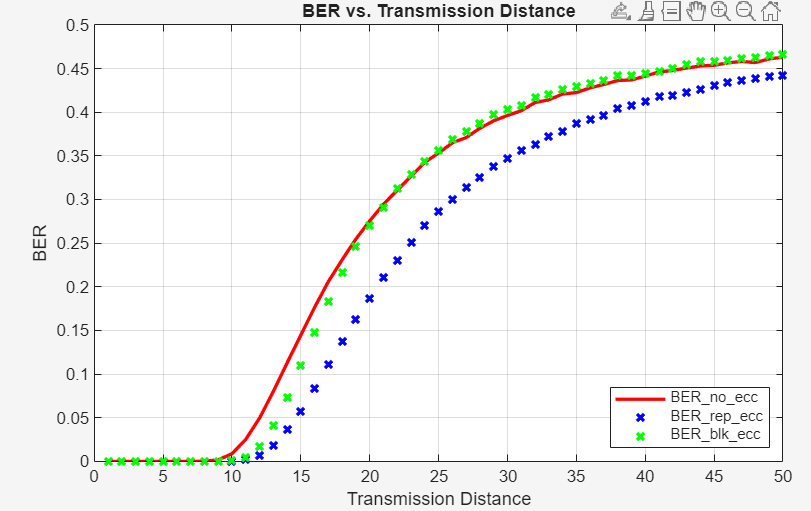 BER vs. Transmission Distance
0.5
0.45
0.4
0.35
0.3
0.25
0.2
0.15
0.1
0.05
0
BER
0 5 10 15 20 25 30 35 40 45 50
Transmission Distance
BER_no_ecc
BER_rep_ecc
BER_blk_ecc